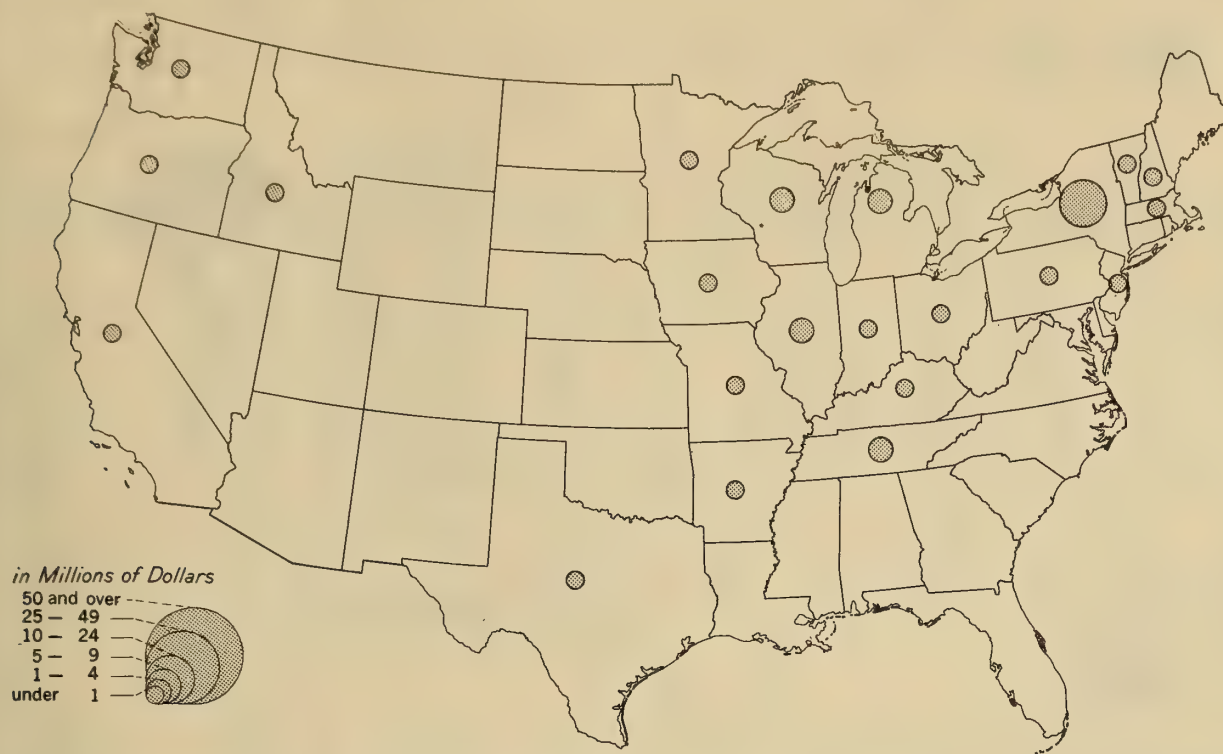 in Millions of Dollars
50 and over
25 – 49
10 – 24
5 – 9
1 – 4
under 1